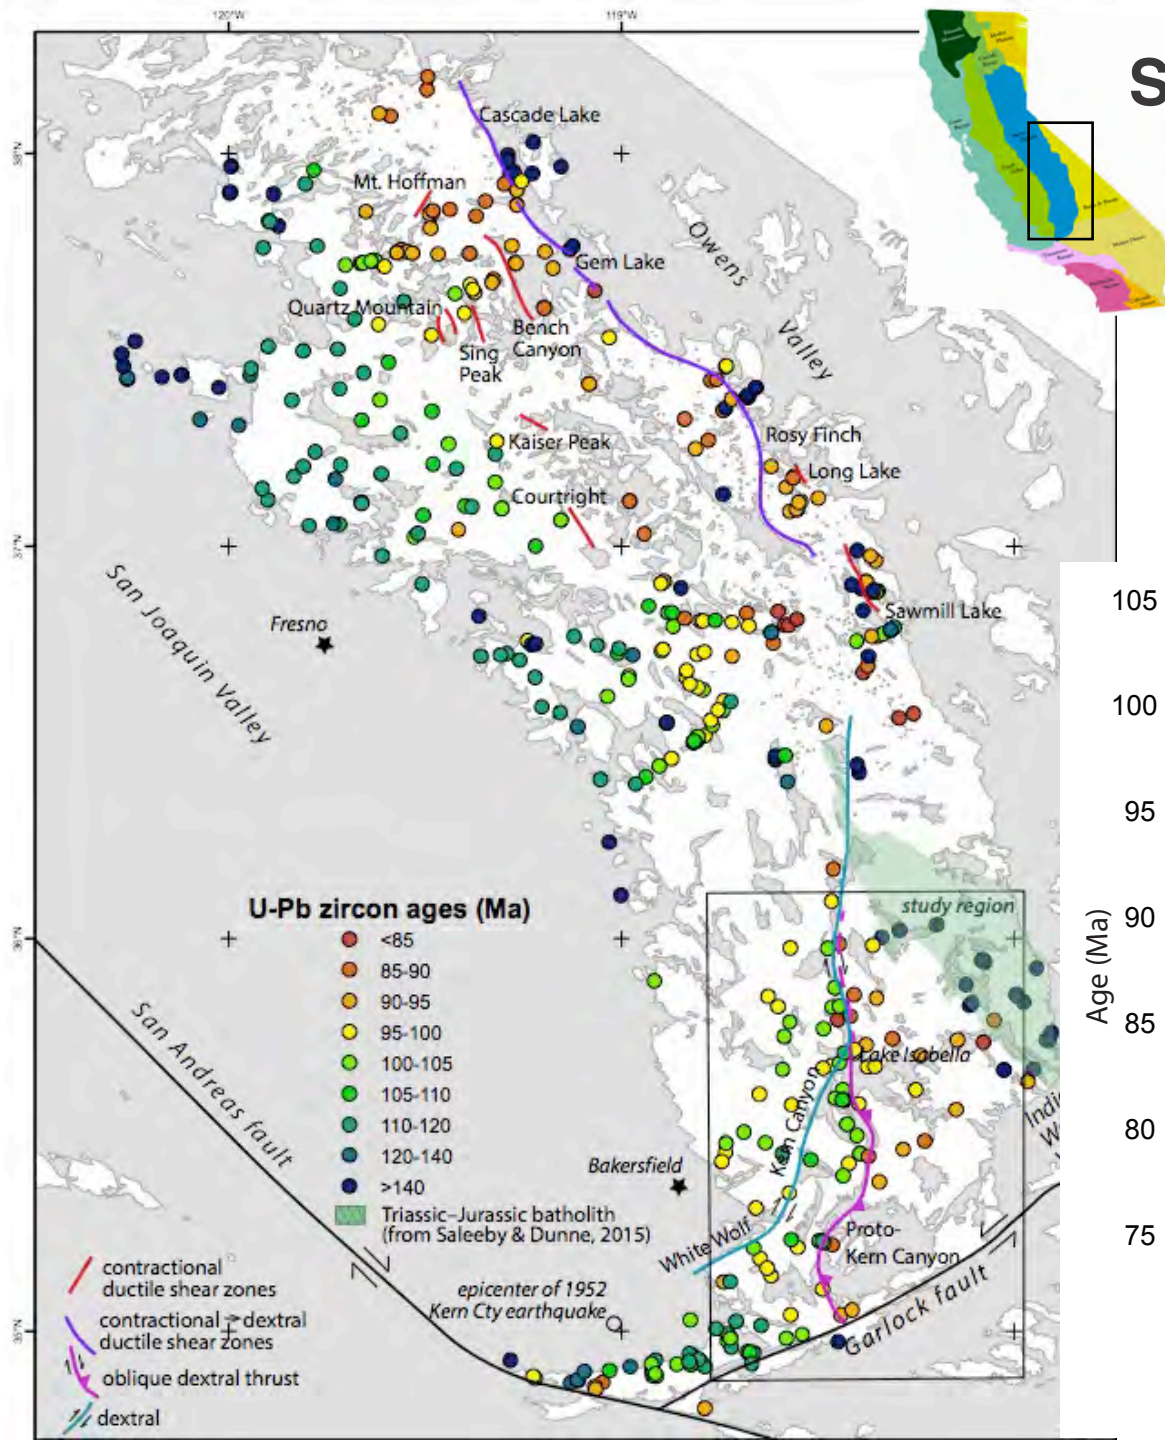 120°W
119°W
S
Cascade Lake
Mt. Hoffman
Owens
Valley
Gem Lake
Quartz Mountain
Bench
Canyon
Sing
Peak
Rosy Finch
Kaiser Peak
Long Lake
Courtright
38°N
37°N
36°N
35°N
San Joaquin Valley
Fresno
Sawmill Lake
105
100
95
90
85
80
75
Age (Ma)
U-Pb zircon ages (Ma)
<85
85-90
90-95
95-100
100-105
105-110
110-120
120-140
>140
Triassic–Jurassic batholith
(from Saleeby & Dunne, 2015)
study region
San Andreas fault
Lake Isabella
Kern Canyon
Bakersfield
White Wolf
Proto-
Kern Canyon
Garlock fault
epicenter of 1952
Kern Cty earthquake
contractional
ductile shear zones
contractional → dextral
ductile shear zones
oblique dextral thrust
dextral